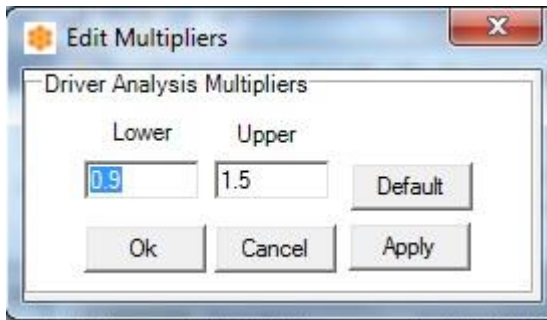 Edit Multipliers
Driver Analysis Multipliers
Lower Upper
0.9 1.5 Default
Ok Cancel Apply